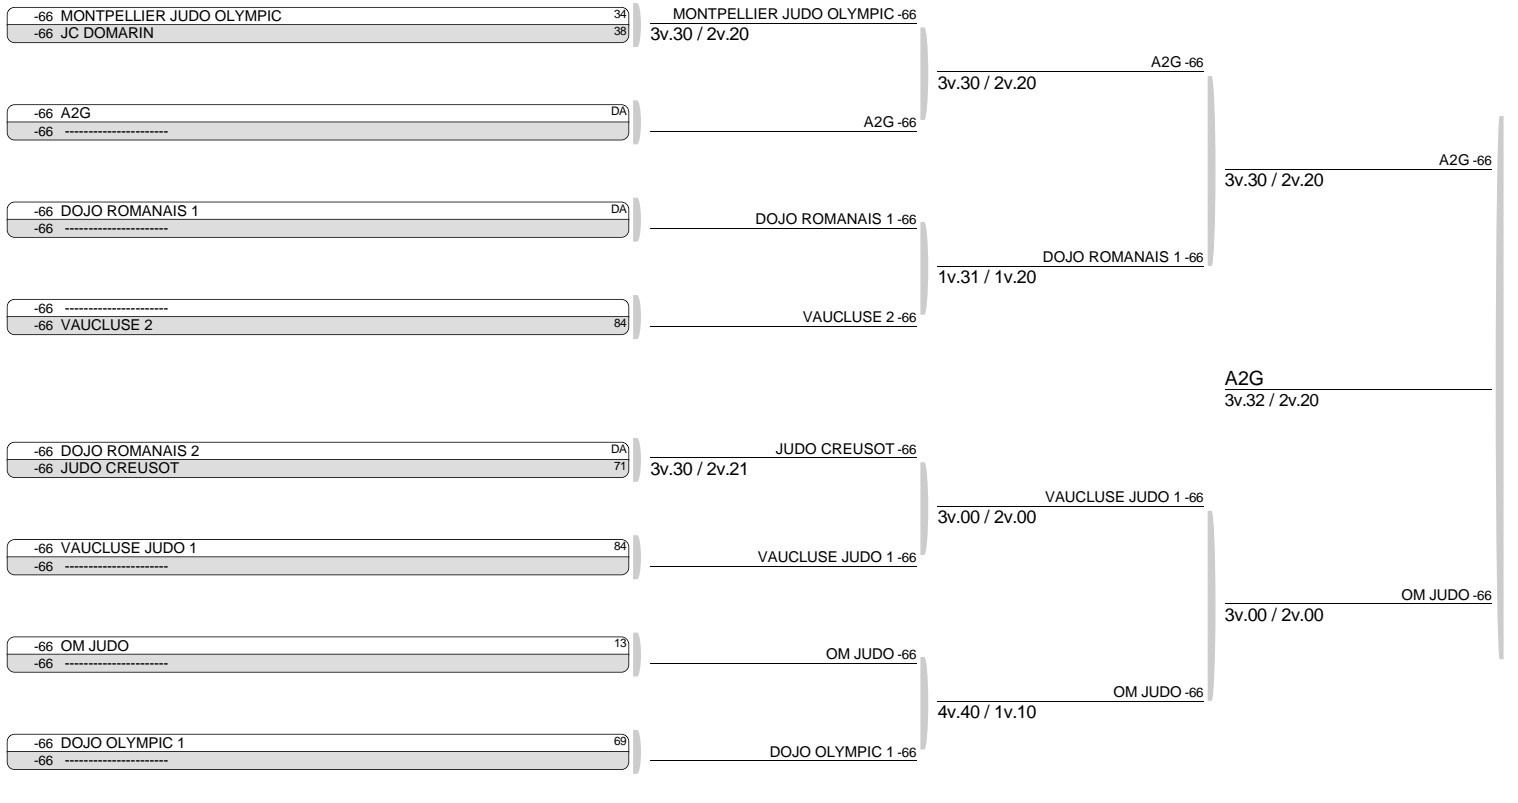 -66 MONTPELLIER JUDO OLYMPIC 34
-66 JC DOMARIN 38
-66 A2G DA
-66 ----------------------
-66 DOJO ROMANAIS 1 DA
-66 ----------------------
-66 ----------------------
-66 VAUCLUSE 2 84
-66 DOJO ROMANAIS 2 DA
-66 JUDO CREUSOT 71
-66 VAUCLUSE JUDO 1 84
-66 ----------------------
-66 OM JUDO 13
-66 ----------------------
-66 DOJO OLYMPIC 1 69
-66 ----------------------
MONTPELLIER JUDO OLYMPIC -66
3v.30 / 2v.20
A2G -66
DOJO ROMANAIS 1 -66
VAUCLUSE 2 -66
JUDO CREUSOT -66
3v.30 / 2v.21
VAUCLUSE JUDO 1 -66
OM JUDO -66
DOJO OLYMPIC 1 -66
A2G -66
3v.30 / 2v.20
DOJO ROMANAIS 1 -66
1v.31 / 1v.20
VAUCLUSE JUDO 1 -66
3v.00 / 2v.00
OM JUDO -66
4v.40 / 1v.10
A2G -66
3v.30 / 2v.20
A2G
3v.32 / 2v.20
OM JUDO -66
3v.00 / 2v.00